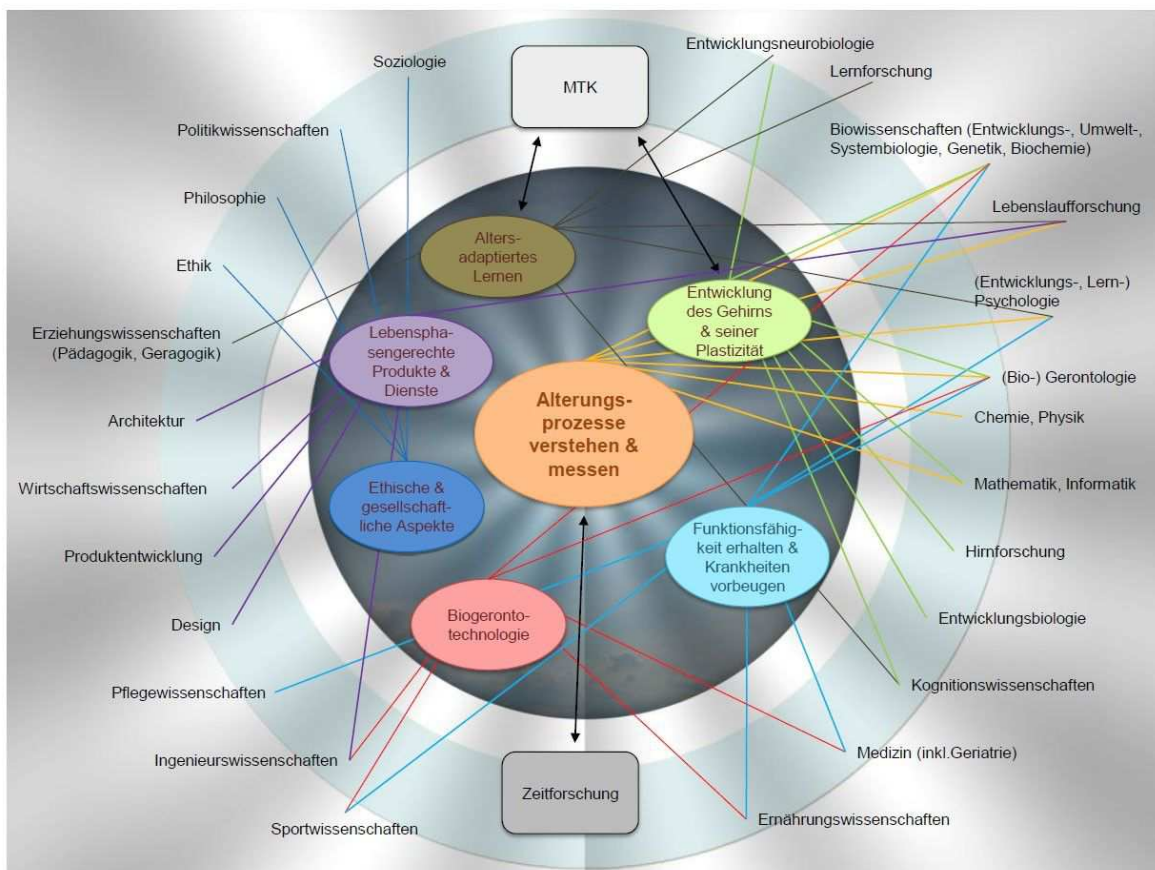 Soziologie
MTK
Entwicklungsneurobiologie
Lernforschung
Politikwissenschaften
Biowissenschaften (Entwicklungs-, Umwelt-,
Systembiologie, Genetik, Biochemie)
Philosophie
Lebenslaufforschung
Ethik
Alters-
adaptiertes
Lernen
(Entwicklungs-, Lern-)
Psychologie
Entwicklung
des Gehirns
& seiner
Plastizität
Erziehungswissenschaften
(Pädagogik, Geragogik)
Lebenspha-
sengerechte
Produkte &
Dienste
(Bio-) Gerontologie
Alterungs-
prozesse
verstehen &
messen
Architektur
Chemie, Physik
Wirtschaftswissenschaften
Mathematik, Informatik
Ethische &
gesellschaft-
liche Aspekte
Funktionsfähig-
keit erhalten &
Krankheiten
vorbeugen
Produktentwicklung
Hirnforschung
Biogeronto-
technologie
Design
Entwicklungsbiologie
Pflegewissenschaften
Kognitionswissenschaften
Ingenieurswissenschaften
Medizin (inkl.Geriatrie)
Zeitforschung
Sportwissenschaften
Ernährungswissenschaften